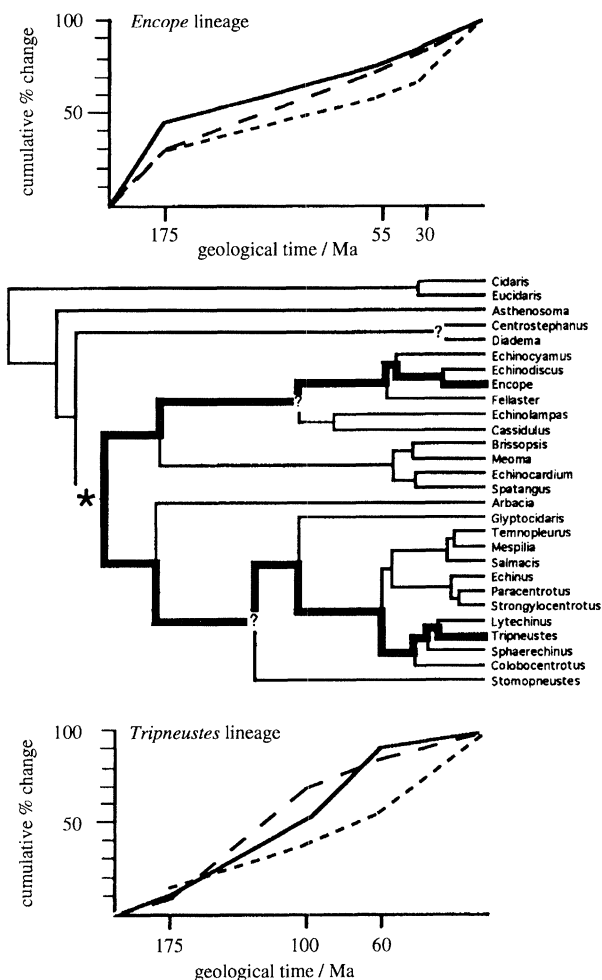 100
Encope lineage
cumulative % change
50
175
55
30
geological time / Ma
Cidaris
Eucidaris
Asthenosoma
Centrostephanus
?
Diadema
Echinocyamus
Echinodiscus
Encope
?
Fellaster
Echinolampas
Cassidulus
Brissopsis
Meoma
Echinocardium
Spatangus
*
Arbacia
Glyptocidaris
Temnopleurus
Mespilia
Salmacis
Echinus
Paracentrotus
Strongylocentrotus
?
Lytechinus
Tripneustes
Sphaerechinus
Colobocentrotus
Stomopneustes
100
Tripneustes lineage
cumulative % change
50
175
100
60
geological time / Ma